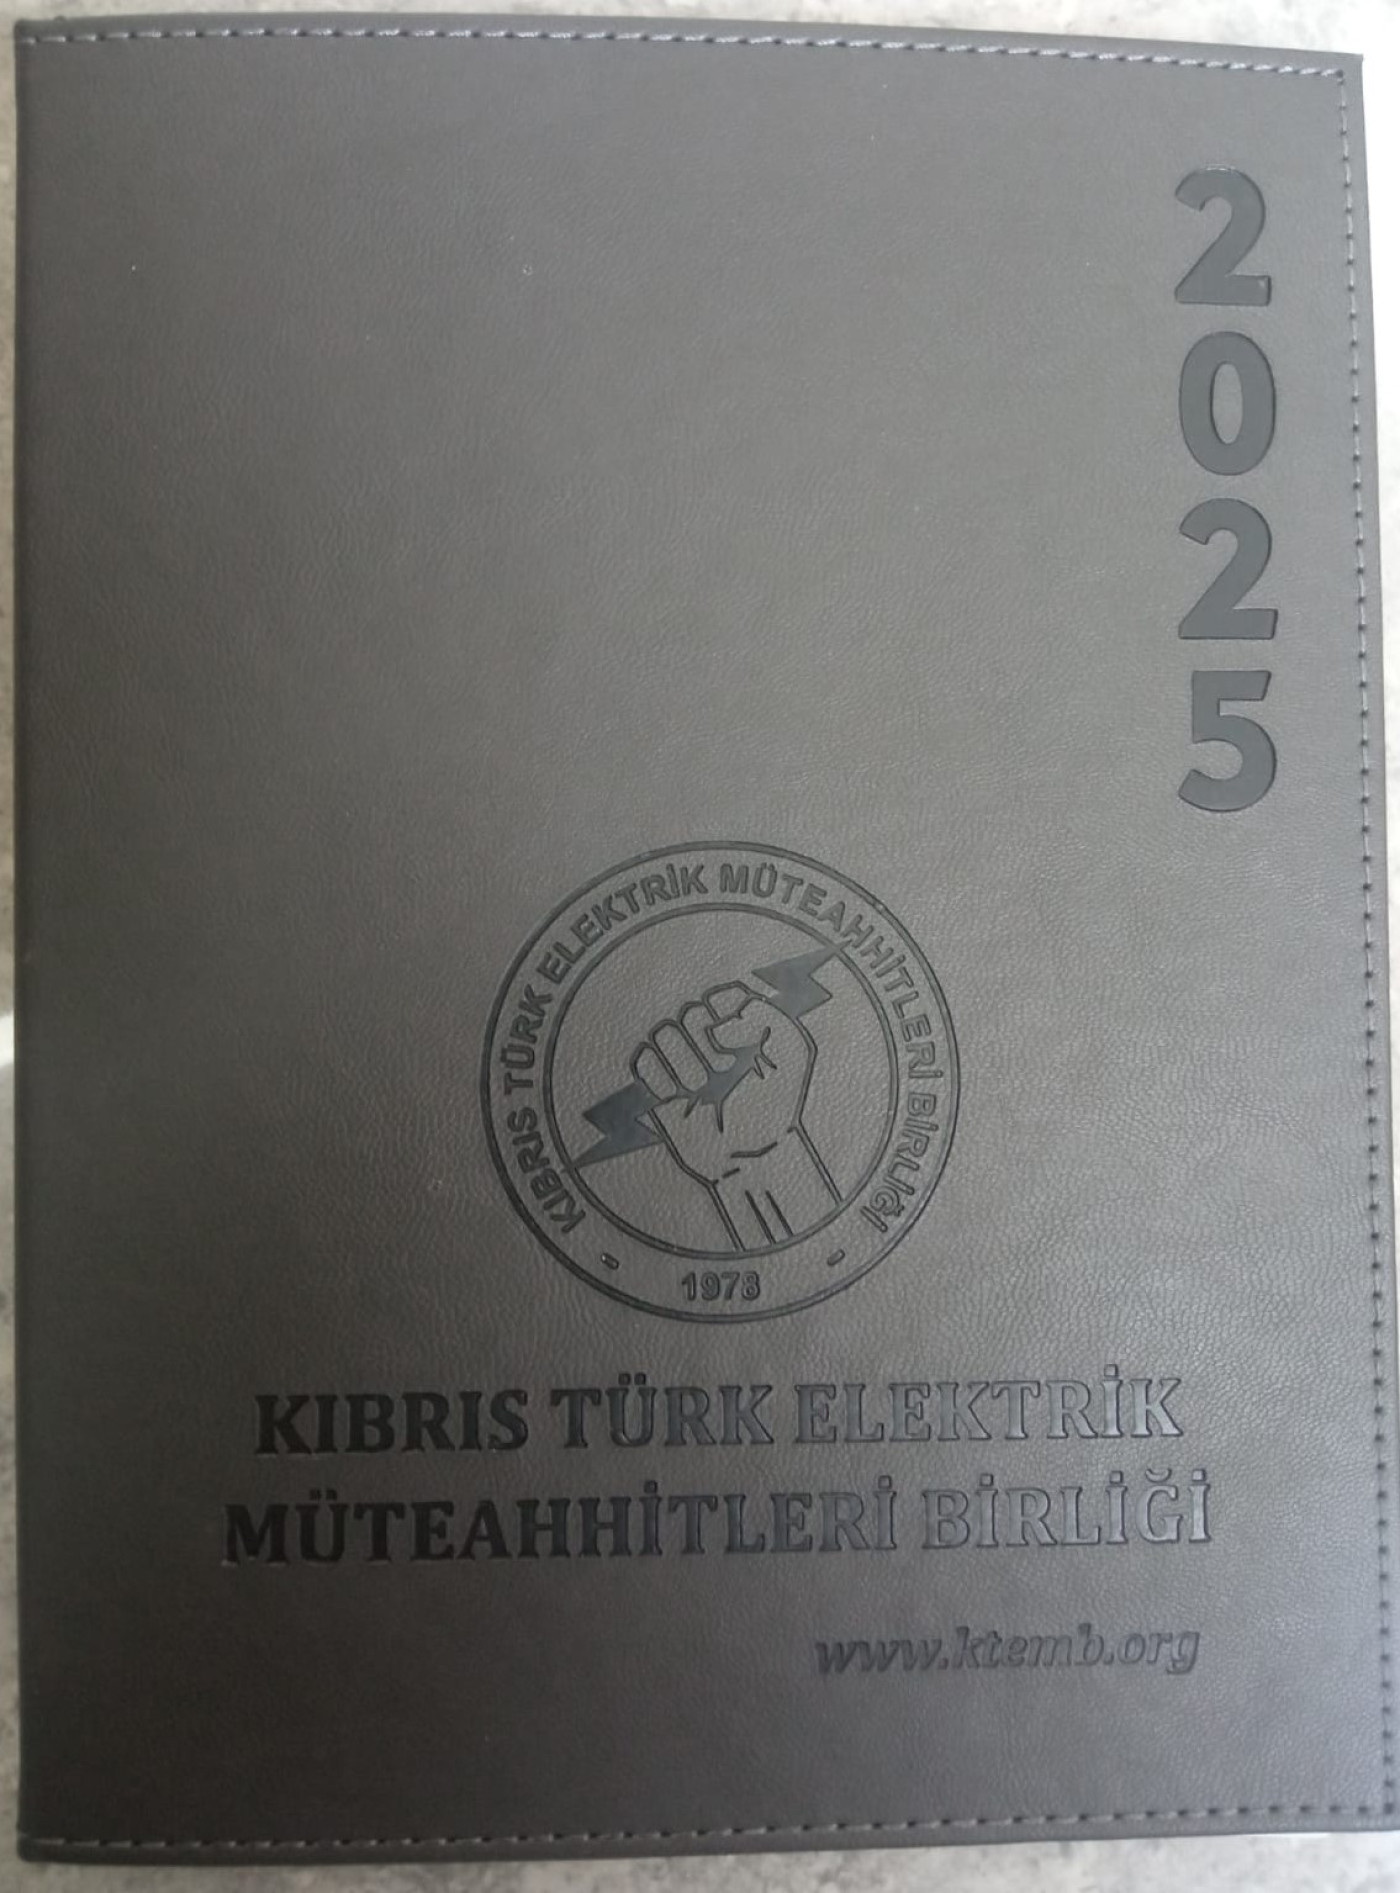 2025
KIBRIS TÜRK ELEKTRİK MÜTEAHHİTLERİ BİRLİĞİ
- 1978 -
KIBRIS TÜRK ELEKTRİK
MÜTEAHHİTLERİ BİRLİĞİ
www.ktemb.org